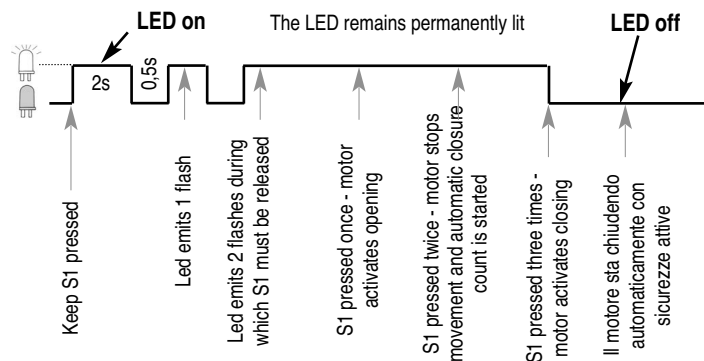 LED on
The LED remains permanently lit
LED off
2s
0,5s
Keep S1 pressed
Led emits 1 flash
Led emits 2 flashes during
which S1 must be released
S1 pressed once - motor
activates opening
S1 pressed twice - motor stops
movement and automatic closure
count is started
S1 pressed three times -
motor activates closing
Il motore sta chiudendo
automaticamente con
sicurezze attive